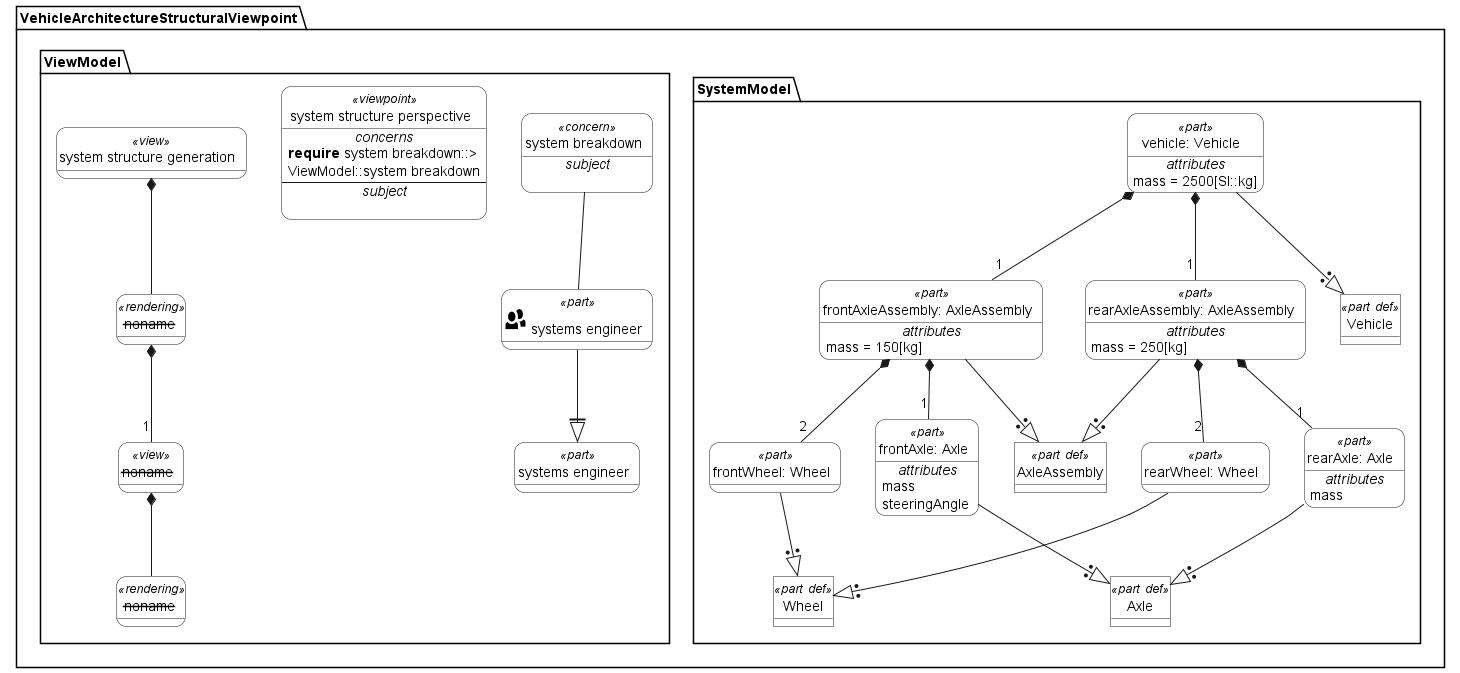 VehicleArchitectureStructuralViewpoint
ViewModel
«view»
system structure generation
«viewpoint»
system structure perspective
concerns
require system breakdown::>
ViewModel::system breakdown
subject
«concern»
system breakdown
subject
«rendering»
noname
«part»
systems engineer
1
«view»
noname
«part»
systems engineer
«rendering»
noname
SystemModel
«part»
vehicle: Vehicle
attributes
mass = 2500[SI::kg]
1
1
«part»
frontAxleAssembly: AxleAssembly
attributes
mass = 150[kg]
«part»
rearAxleAssembly: AxleAssembly
attributes
mass = 250[kg]
«part def»
Vehicle
2
1
2
1
«part»
frontWheel: Wheel
«part»
frontAxle: Axle
attributes
mass
steeringAngle
«part def»
AxleAssembly
«part»
rearWheel: Wheel
«part»
rearAxle: Axle
attributes
mass
«part def»
Wheel
«part def»
Axle